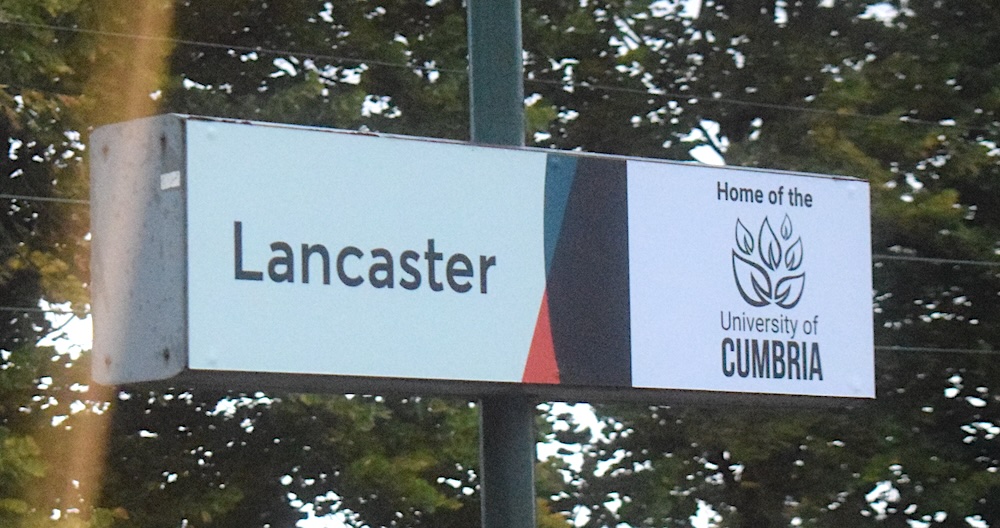 Lancaster
Home of the
University of
CUMBRIA